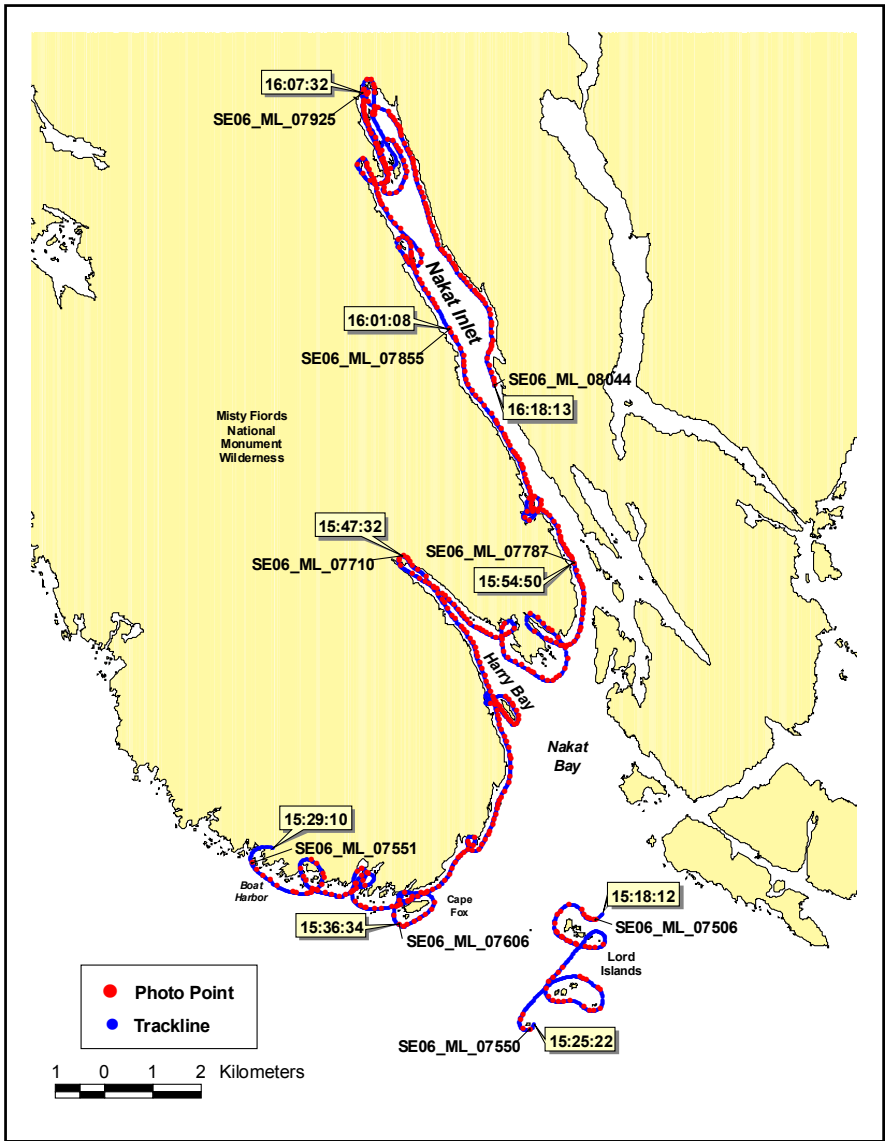 16:07:32
SE06_ML_07925
Nakat Inlet
16:01:08
SE06_ML_07855
SE06_ML_08044
16:18:13
Misty Fiords
National
Monument
Wilderness
15:47:32
SE06_ML_07710
SE06_ML_07787
15:54:50
Harry Bay
Nakat
Bay
15:29:10
SE06_ML_07551
Boat
Harbor
Cape
Fox
15:36:34
SE06_ML_07606
15:18:12
SE06_ML_07506
Lord
Islands
SE06_ML_07550
15:25:22
Photo Point
Trackline
1 0 1 2 Kilometers